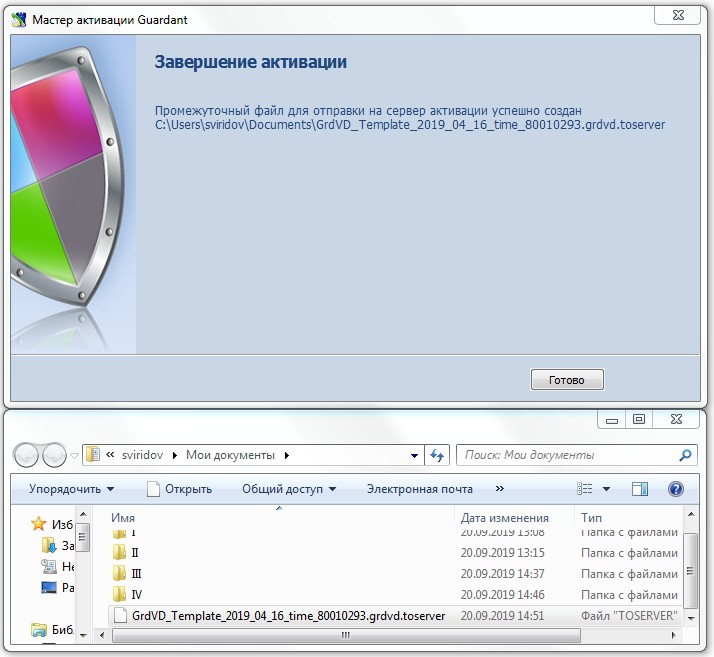 Мастер активации Guardant
Завершение активации
Промежуточный файл для отправки на сервер активации успешно создан
C:\Users\sviridov\Documents\GrdVD_Template_2019_04_16_time_80010293.grdvd.toserver
Готово
« sviridov Мои документы
Поиск: Мои документы
Упорядочить Открыть Общий доступ Электронная почта »
Имя Дата изменения Тип
I 20.09.2019 13:08 Папка с файлами
II 20.09.2019 13:15 Папка с файлами
III 20.09.2019 14:37 Папка с файлами
IV 20.09.2019 14:46 Папка с файлами
GrdVD_Template_2019_04_16_time_80010293.grdvd.toserver 20.09.2019 14:51 Файл "TOSERVER"
Изб
За
Не
Ра
Биб